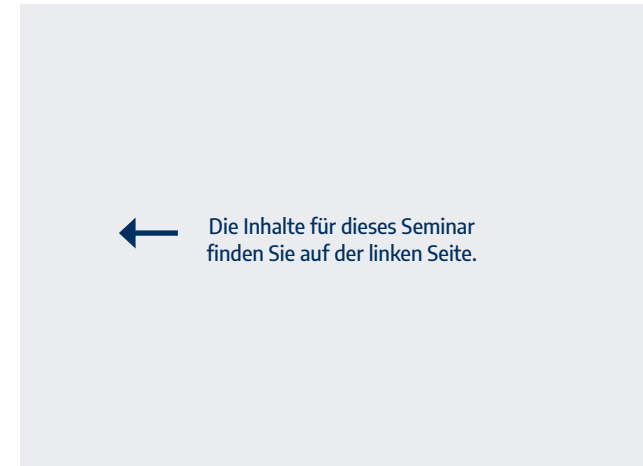 Die Inhalte für dieses Seminar
finden Sie auf der linken Seite.